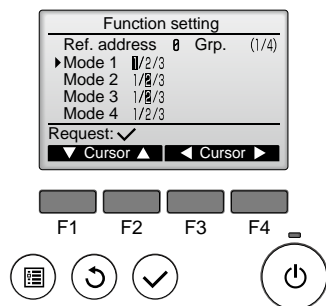 Function setting
Ref. address 0 Grp. (1/4)
Mode 1 1/2/3
Mode 2 1/2/3
Mode 3 1/2/3
Mode 4 1/2/3
Request: ✓
▼ Cursor ▲ ◀ Cursor ▶
F1 F2 F3 F4